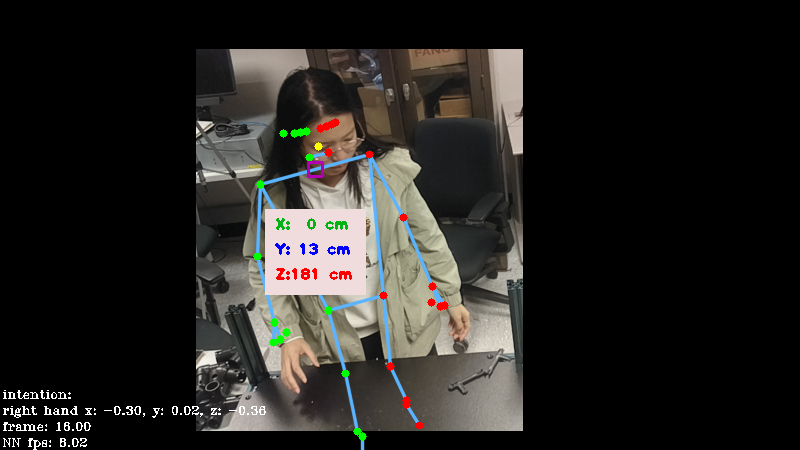 FANUC
X: 0 cm
Y: 13 cm
Z:181 cm
intention:
right hand x: −0.30, y: 0.02, z: −0.36
frame: 16.00
NN fps: 8.02